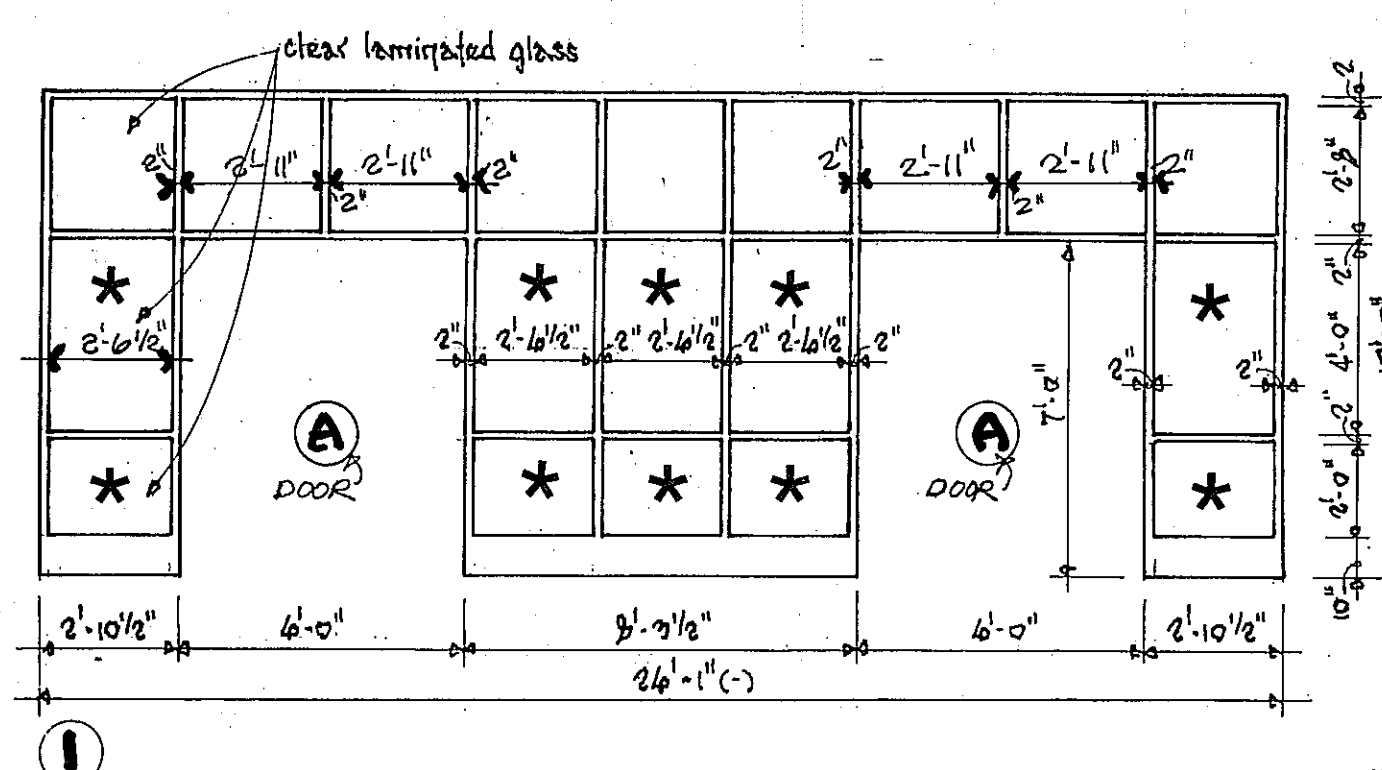 clear laminated glass
2" 2'-11" 2" 2'-11" 2" 2" 2'-11" 2" 2'-11" 2"
* * * * *
2'-6 1/2" 2" 2'-6 1/2" 2" 2'-6 1/2" 2" 2'-6 1/2" 2" 2" 2"
A
DOOR
A
DOOR
7'-0"
* * * * *
2
2'-8"
2"
4'-0"
2"
2'-0"
10"
2'-10 1/2" 6'-0" 8'-3 1/2" 6'-0" 2'-10 1/2"
26'-1" (-)
1